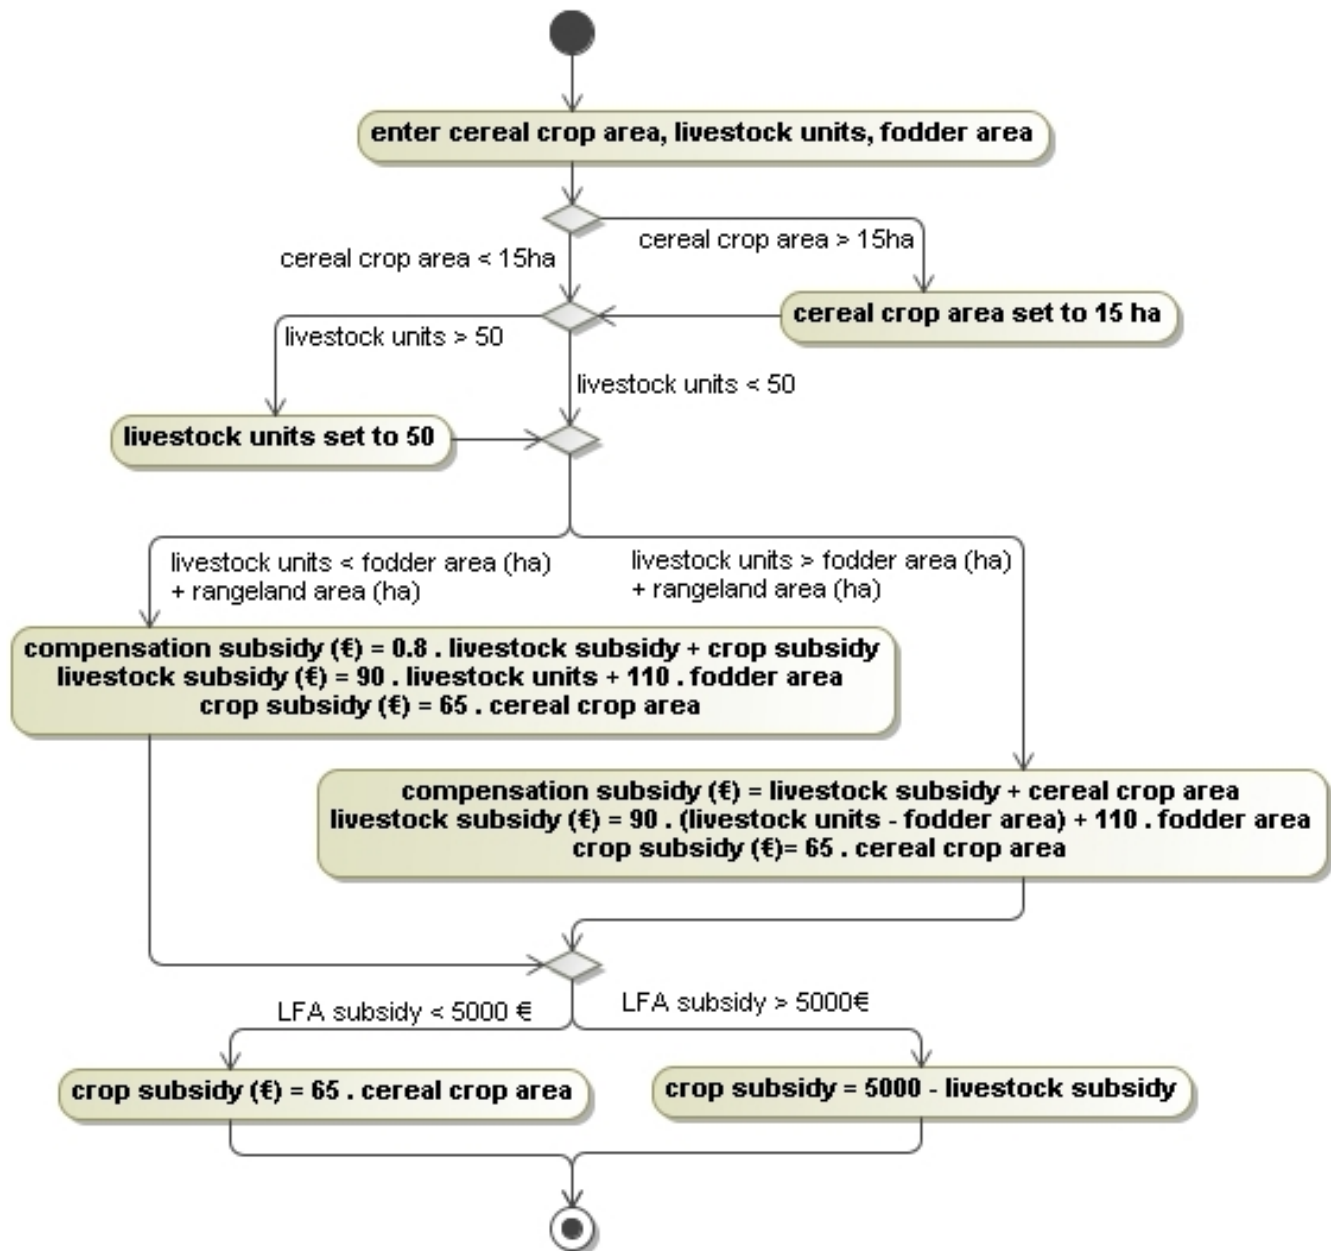 enter cereal crop area, livestock units, fodder area
cereal crop area > 15ha
cereal crop area < 15ha
cereal crop area set to 15 ha
livestock units > 50
livestock units < 50
livestock units set to 50
livestock units < fodder area (ha)
+ rangeland area (ha)
livestock units > fodder area (ha)
+ rangeland area (ha)
compensation subsidy (€) = 0.8 . livestock subsidy + crop subsidy
livestock subsidy (€) = 90 . livestock units + 110 . fodder area
crop subsidy (€) = 65 . cereal crop area
compensation subsidy (€) = livestock subsidy + cereal crop area
livestock subsidy (€) = 90 . (livestock units - fodder area) + 110 . fodder area
crop subsidy (€)= 65 . cereal crop area
LFA subsidy < 5000 €
LFA subsidy > 5000€
crop subsidy (€) = 65 . cereal crop area
crop subsidy = 5000 - livestock subsidy